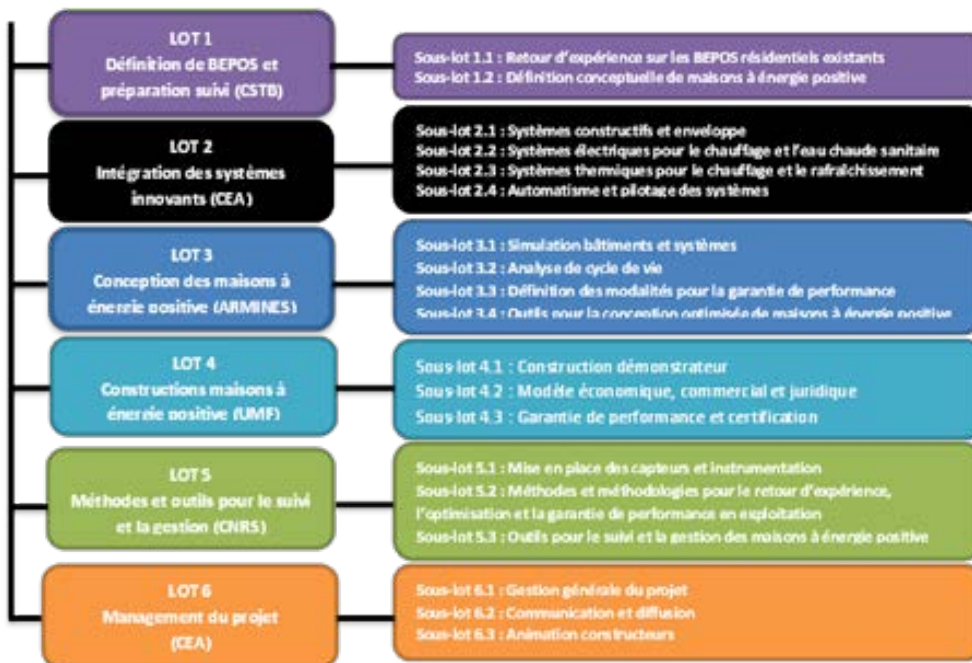 LOT 1
Définition de BEPOS et
préparation suivi (CSTB)
Sous-lot 1.1 : Retour d'expérience sur les BEPOS résidentiels existants
Sous-lot 1.2 : Définition conceptuelle de maisons à énergie positive
LOT 2
Intégration des systèmes
innovants (CEA)
Sous-lot 2.1 : Systèmes constructifs et enveloppe
Sous-lot 2.2 : Systèmes électriques pour le chauffage et l'eau chaude sanitaire
Sous-lot 2.3 : Systèmes thermiques pour le chauffage et le rafraîchissement
Sous-lot 2.4 : Automatisme et pilotage des systèmes
LOT 3
Conception des maisons à
énergie positive (ARMINES)
Sous-lot 3.1 : Simulation bâtiments et systèmes
Sous-lot 3.2 : Analyse de cycle de vie
Sous-lot 3.3 : Définition des modalités pour la garantie de performance
Sous-lot 3.4 : Outils pour la conception optimisée de maisons à énergie positive
LOT 4
Constructions maisons à
énergie positive (UMF)
Sous-lot 4.1 : Construction démonstrateur
Sous-lot 4.2 : Modèle économique, commercial et juridique
Sous-lot 4.3 : Garantie de performance et certification
LOT 5
Méthodes et outils pour le suivi
et la gestion (CNRS)
Sous-lot 5.1 : Mise en place des capteurs et instrumentation
Sous-lot 5.2 : Méthodes et méthodologies pour le retour d'expérience,
l'optimisation et la garantie de performance en exploitation
Sous-lot 5.3 : Outils pour le suivi et la gestion des maisons à énergie positive
LOT 6
Management du projet
(CEA)
Sous-lot 6.1 : Gestion générale du projet
Sous-lot 6.2 : Communication et diffusion
Sous-lot 6.3 : Animation constructeurs